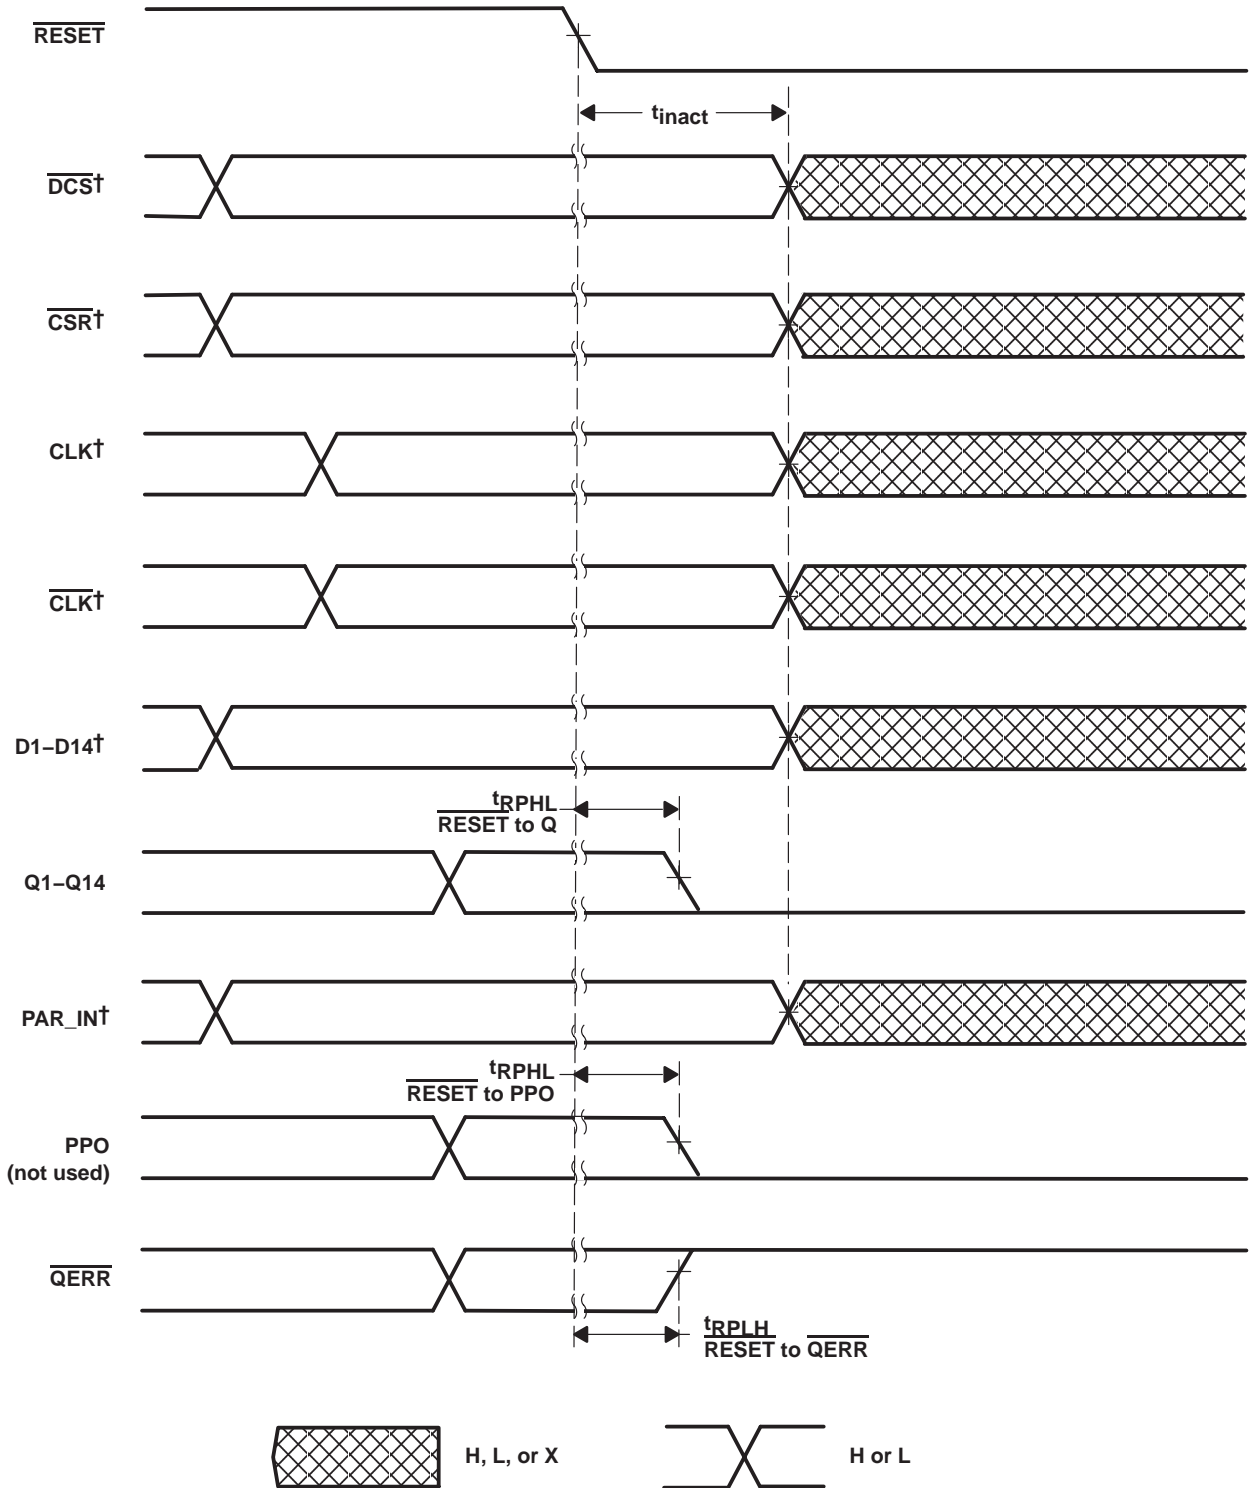 RESET
tinact
DCS†
CSR†
CLK†
CLK†
D1–D14†
tRPHL
RESET to Q
Q1–Q14
PAR_IN†
tRPHL
RESET to PPO
PPO
(not used)
QERR
tRPLH
RESET to QERR
H, L, or X
H or L